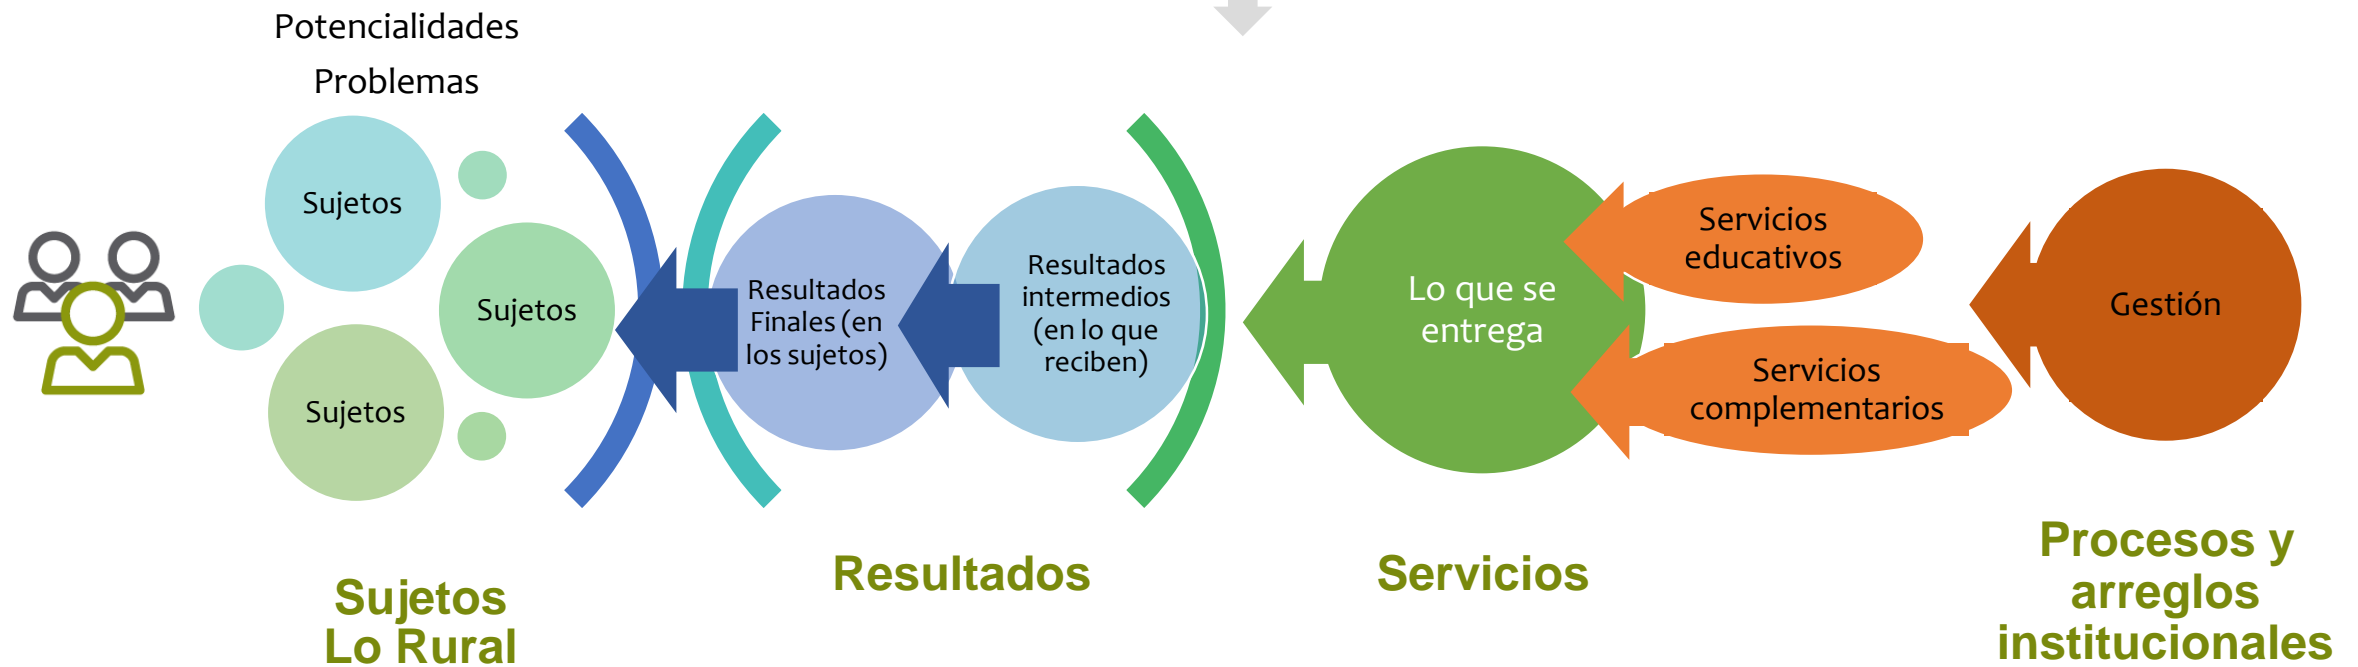 Potencialidades
Problemas
Sujetos
Sujetos
Sujetos
Resultados
Finales (en
los sujetos)
Resultados
intermedios
(en lo que
reciben)
Lo que se
entrega
Servicios
educativos
Servicios
complementarios
Gestión
Sujetos
Lo Rural
Resultados
Servicios
Procesos y
arreglos
institucionales